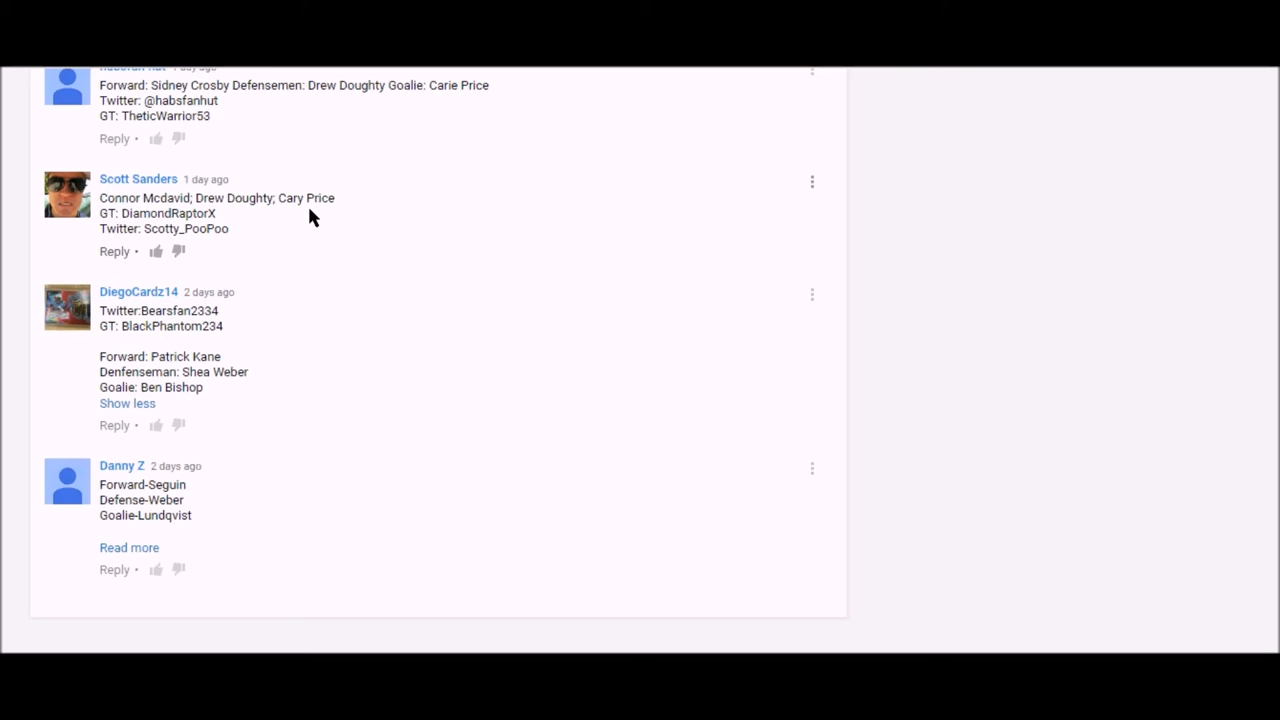 Forward: Sidney Crosby Defensemen: Drew Doughty Goalie: Carie Price
Twitter: @habsfanhut
GT: TheticWarrior53
Reply •
Scott Sanders 1 day ago
Connor Mcdavid; Drew Doughty; Cary Price
GT: DiamondRaptorX
Twitter: Scotty_PooPoo
Reply •
DiegoCardz14 2 days ago
Twitter:Bearsfan2334
GT: BlackPhantom234
Forward: Patrick Kane
Denfenseman: Shea Weber
Goalie: Ben Bishop
Show less
Reply •
Danny Z 2 days ago
Forward-Seguin
Defense-Weber
Goalie-Lundqvist
Read more
Reply •